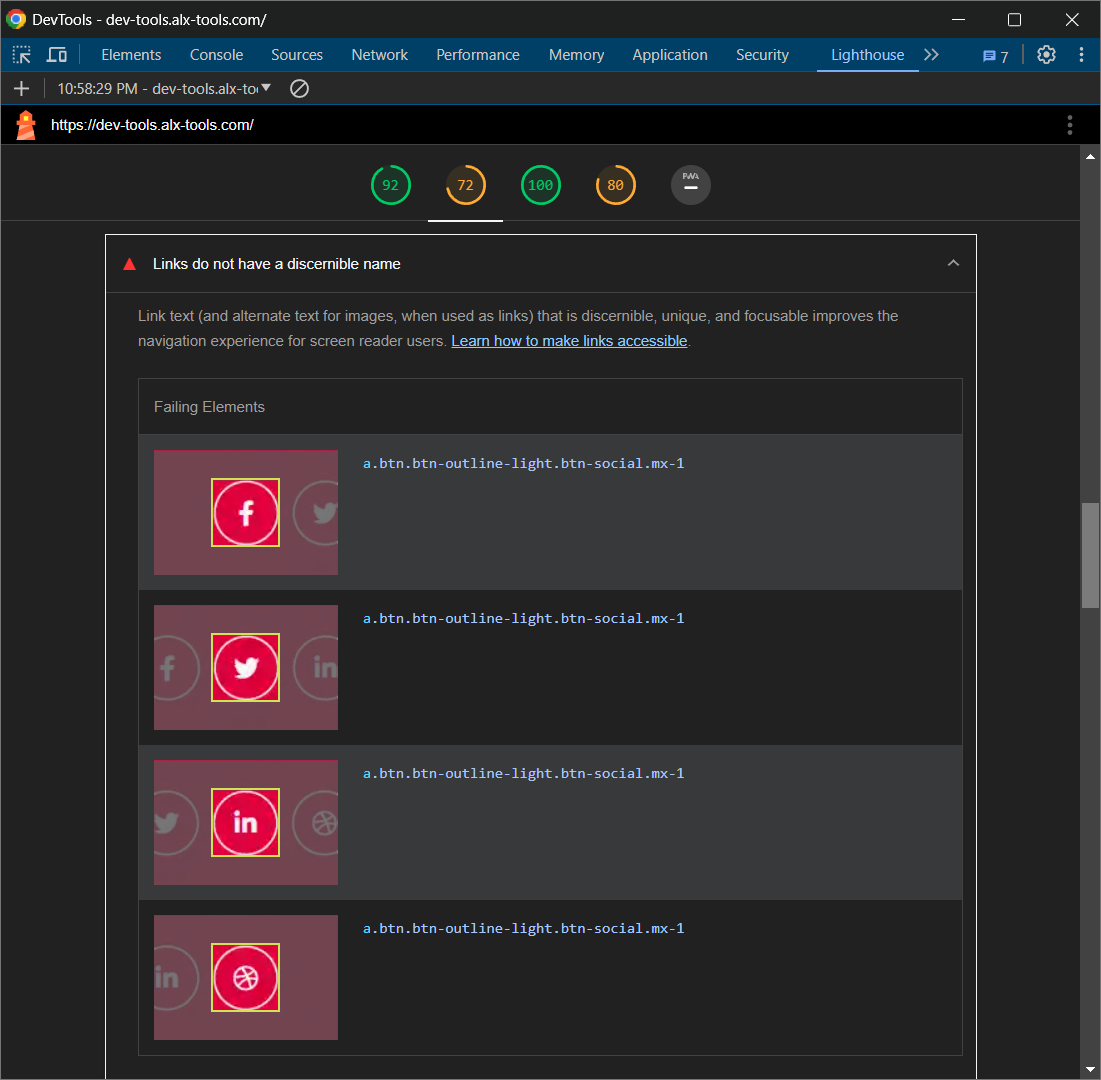 DevTools - dev-tools.alx-tools.com/
Elements Console Sources Network Performance Memory Application Security Lighthouse 7
10:58:29 PM - dev-tools.alx-to
https://dev-tools.alx-tools.com/
92 72 100 80 PWA
Links do not have a discernible name
Link text (and alternate text for images, when used as links) that is discernible, unique, and focusable improves the
navigation experience for screen reader users. Learn how to make links accessible.
Failing Elements
a.btn.btn-outline-light.btn-social.mx-1
f
a.btn.btn-outline-light.btn-social.mx-1
f in
a.btn.btn-outline-light.btn-social.mx-1
in
a.btn.btn-outline-light.btn-social.mx-1
in